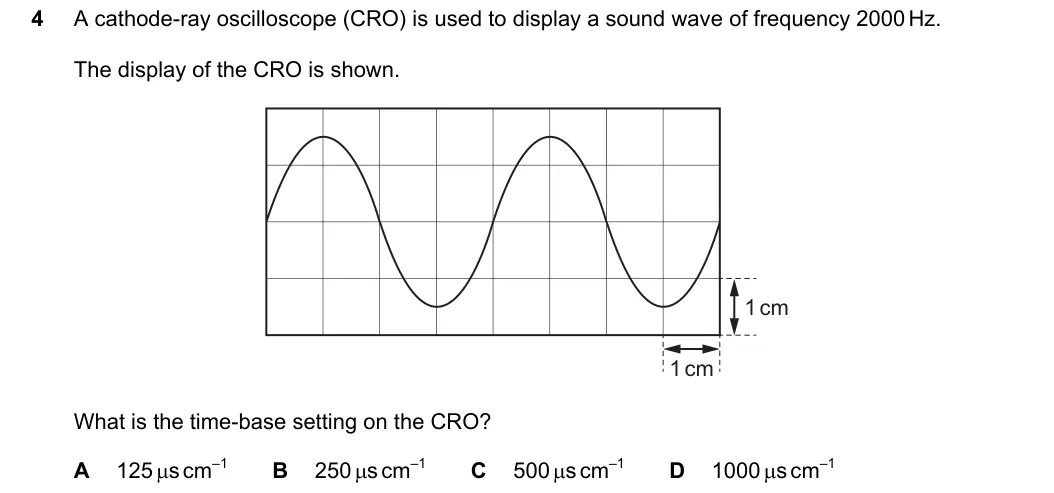 4 A cathode-ray oscilloscope (CRO) is used to display a sound wave of frequency 2000 Hz.
The display of the CRO is shown.
1 cm
1 cm
What is the time-base setting on the CRO?
A 125 μs cm⁻¹ B 250 μs cm⁻¹ C 500 μs cm⁻¹ D 1000 μs cm⁻¹